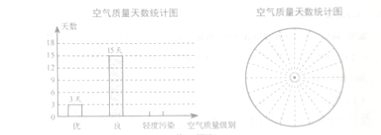 空气质量天数统计图
天数
18
15
12
9
6
3
0
3天
15天
优
良
轻度污染
空气质量级别
空气质量天数统计图